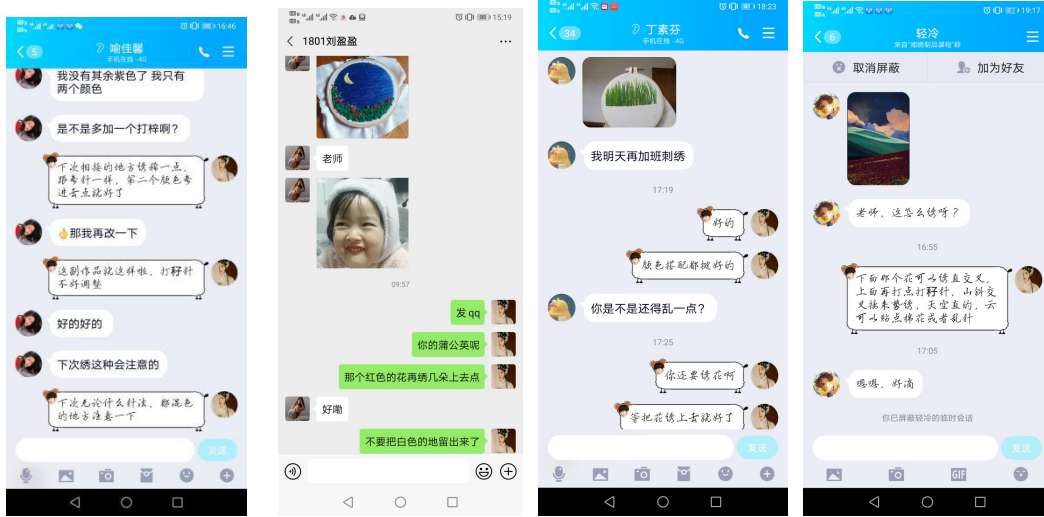 16:46
5
喻佳馨
手机在线 - 4G
我没有其余紫色了 我只有
两个颜色
是不是多加一个打梓啊？
下次相接的地方绣稀一点，
跟参针一样，第二个颜色参
进去点就好了
👌那我再改一下
这副作品就这样啦，打籽针
不好调整
好的好的
下次绣这种会注意的
下次无论什么针法，都混色
的地方注意一下
发送
15:19
1801刘盈盈
老师
09:57
发 qq
你的蒲公英呢
那个红色的花再绣几朵上去点
好嘞
不要把白色的地留出来了
18:23
34
丁素芬
手机在线 - 4G
我明天再加班刺绣
17:19
好的
颜色搭配都挺好的
你是不是还得乱一点？
17:25
你还要绣花啊
等把花绣上去就好了
发送
19:17
6
轻冷
来自"湘绣制品课程"群
取消屏蔽
加为好友
老师，这怎么绣呀？
16:55
下面那个花可以绣直交叉，
上面再打点打籽针，山斜交
叉揉来势绣，天空直的，云
可以贴点棉花或者乱针
17:05
嗯嗯，好滴
你已屏蔽轻冷的临时会话
发送
GIF